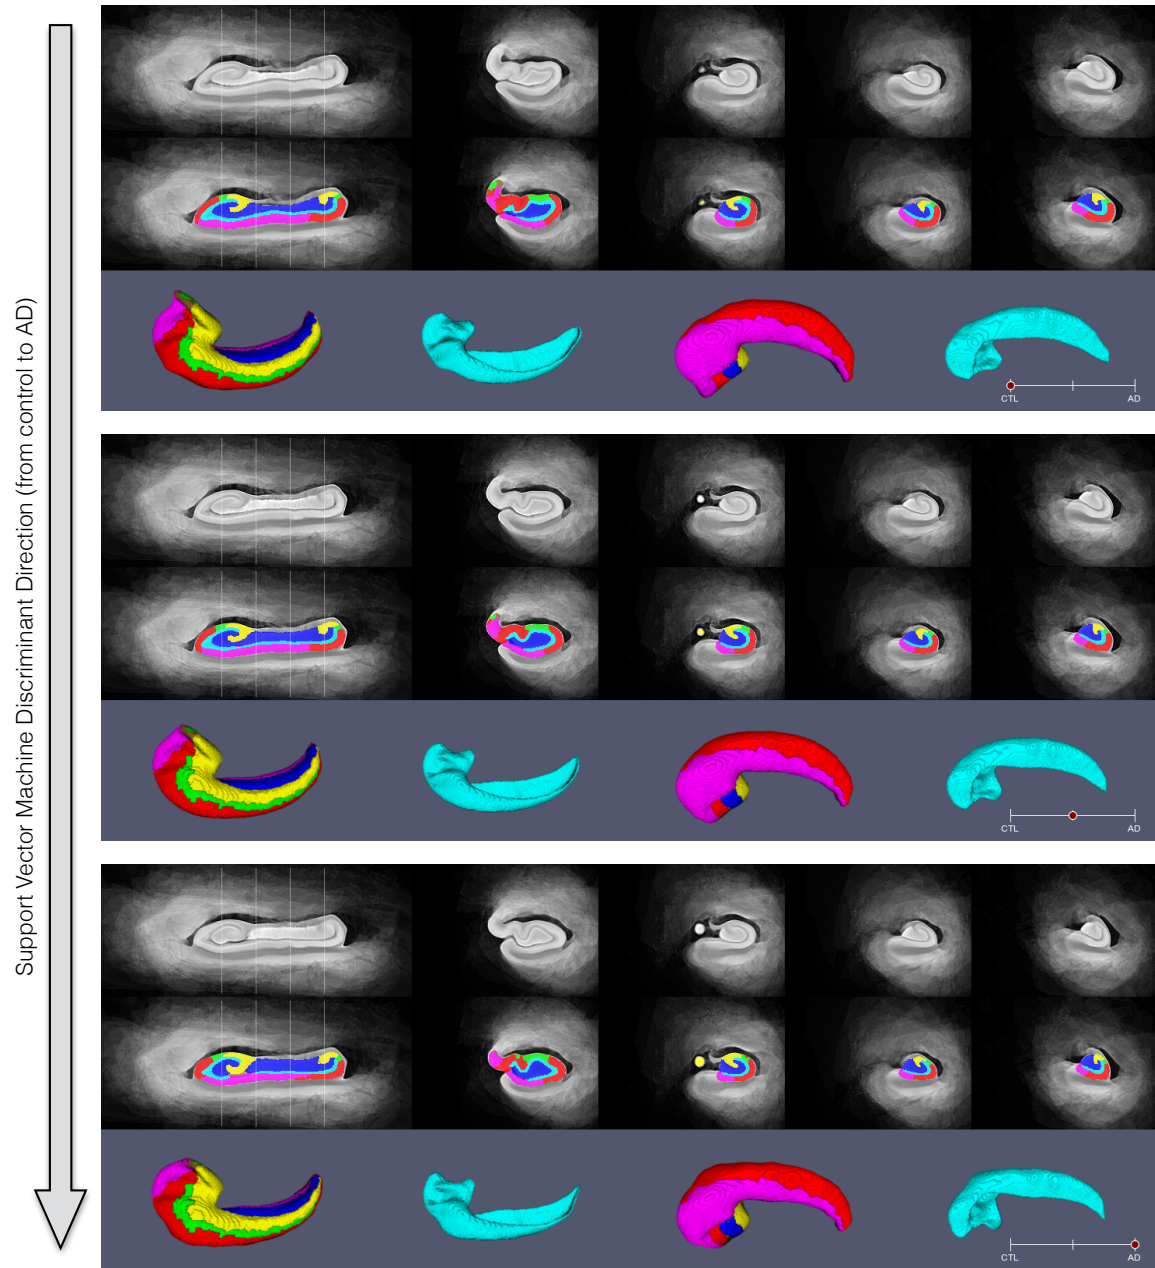 Support Vector Machine Discriminant Direction (from control to AD)
CTL AD
CTL AD
CTL AD